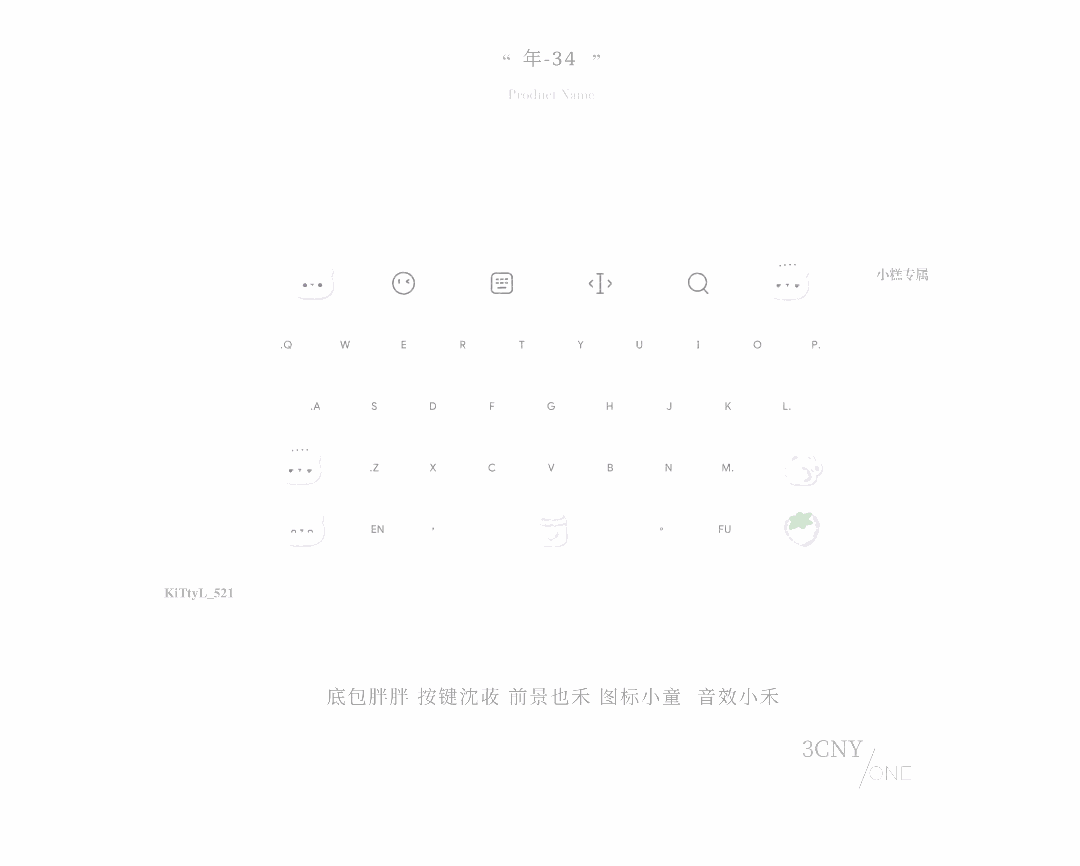 “ 年-34 ”
Product Name
小糕专属
.Q W E R T Y U I O P.
.A S D F G H J K L.
.Z X C V B N M.
EN , 。 FU
KiTtyL_521
底包胖胖 按键沈收 前景也禾 图标小童 音效小禾
3CNY
/ONE